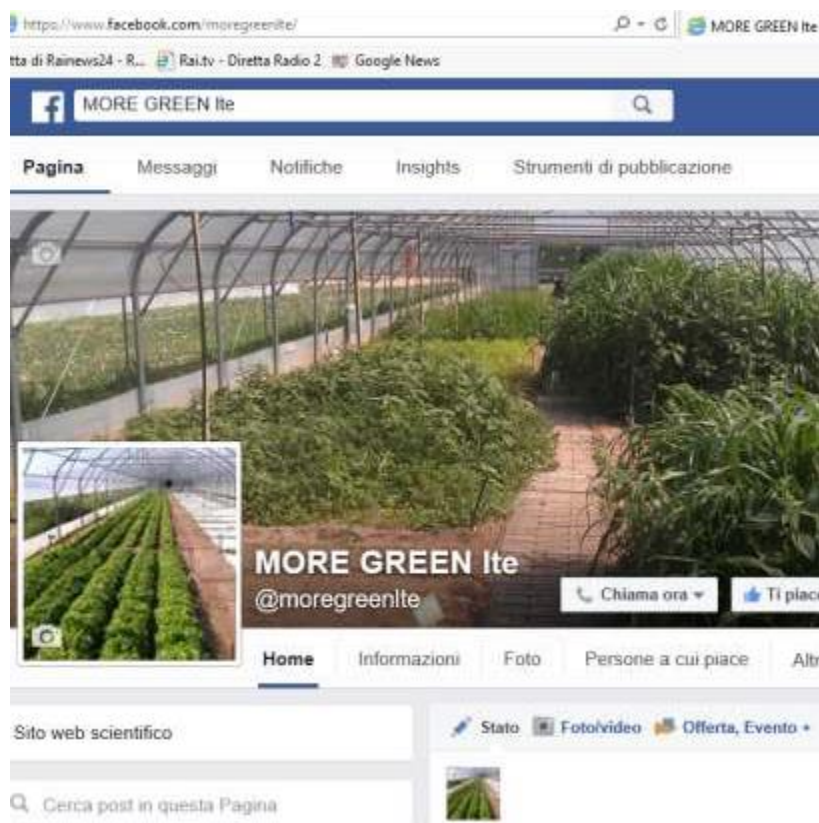 https://www.facebook.com/moregreenlte/ MORE GREEN lte
tta di Rainews24 - R... Rai.tv - Diretta Radio 2 Google News
f MORE GREEN lte
Pagina Messaggi Notifiche Insights Strumenti di pubblicazione
MORE GREEN lte
@moregreenlte
Chiama ora Ti piace
Home Informazioni Foto Persone a cui piace Altr
Sito web scientifico
Stato Foto/video Offerta, Evento +
Cerca post in questa Pagina